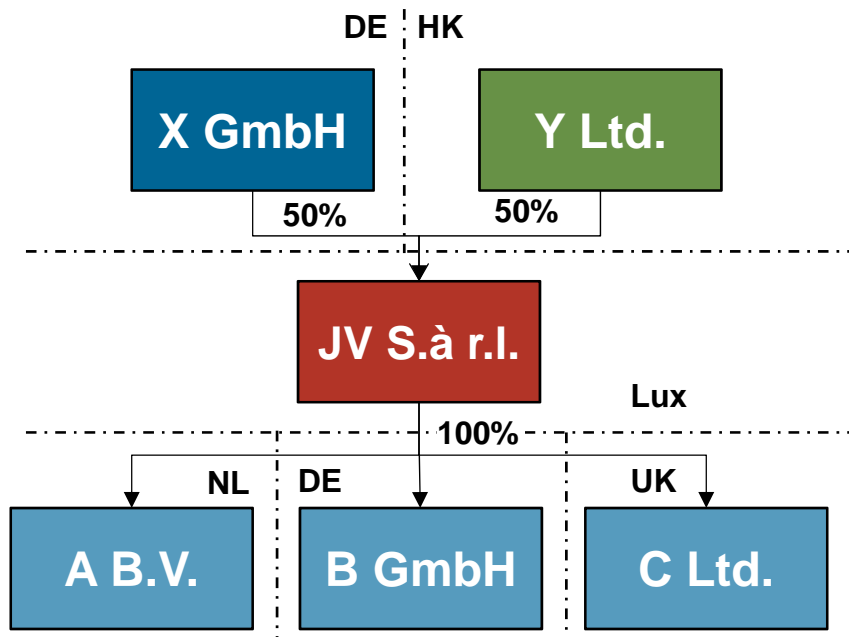 DE HK
X GmbH
Y Ltd.
50%
50%
JV S.à r.l.
Lux
100%
NL
DE
UK
A B.V.
B GmbH
C Ltd.